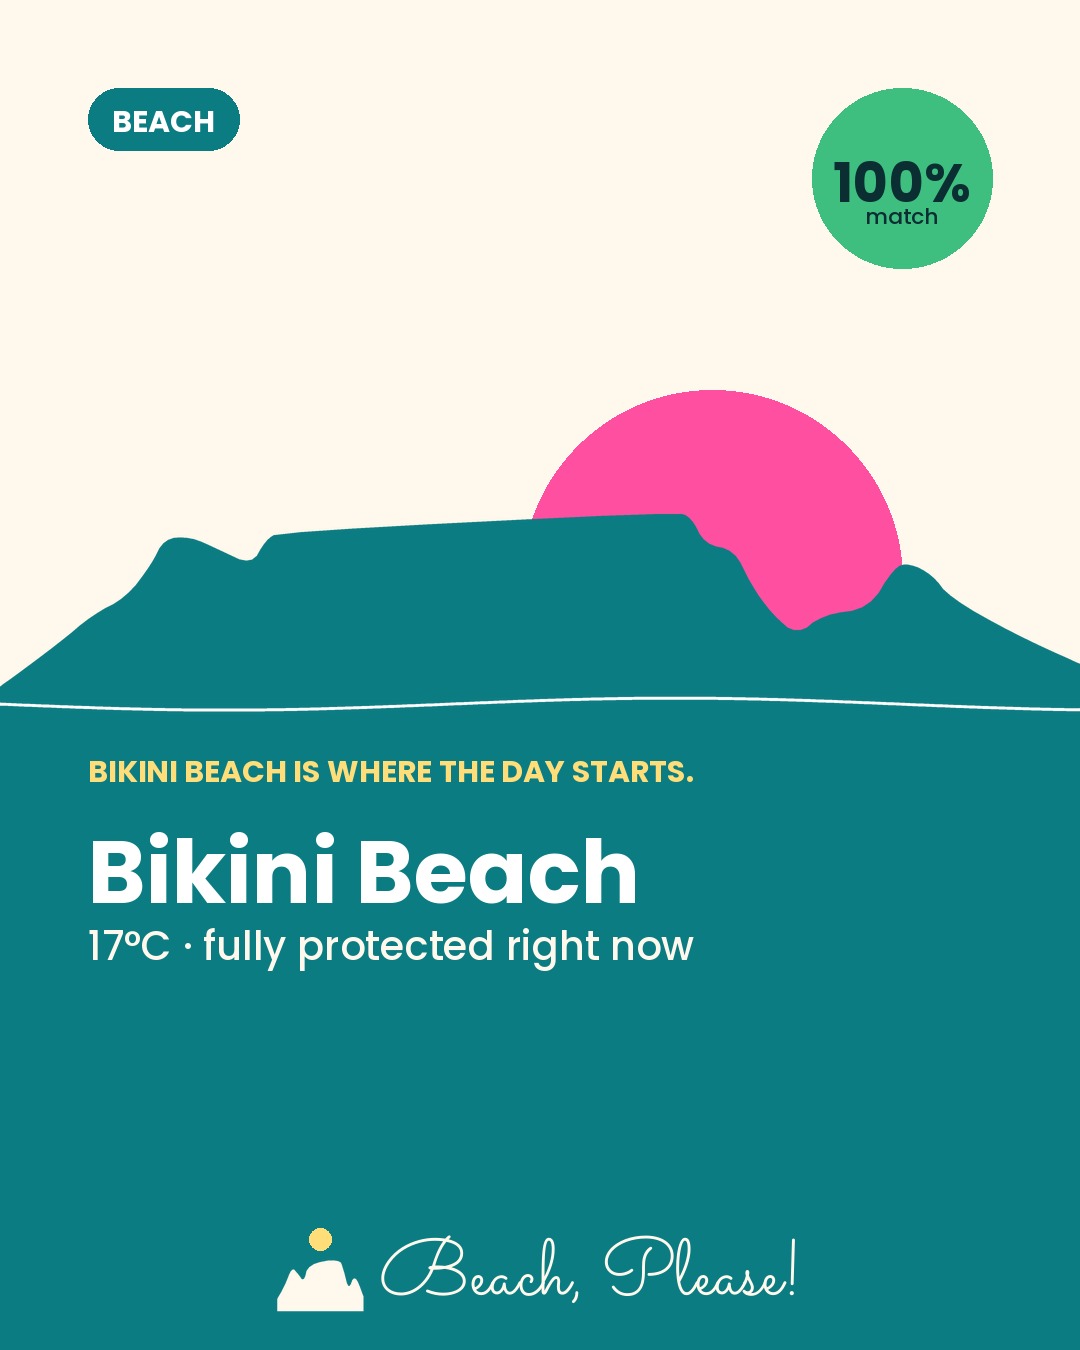 BEACH
100%
match
BIKINI BEACH IS WHERE THE DAY STARTS.
Bikini Beach
17°C · fully protected right now
Beach, Please!